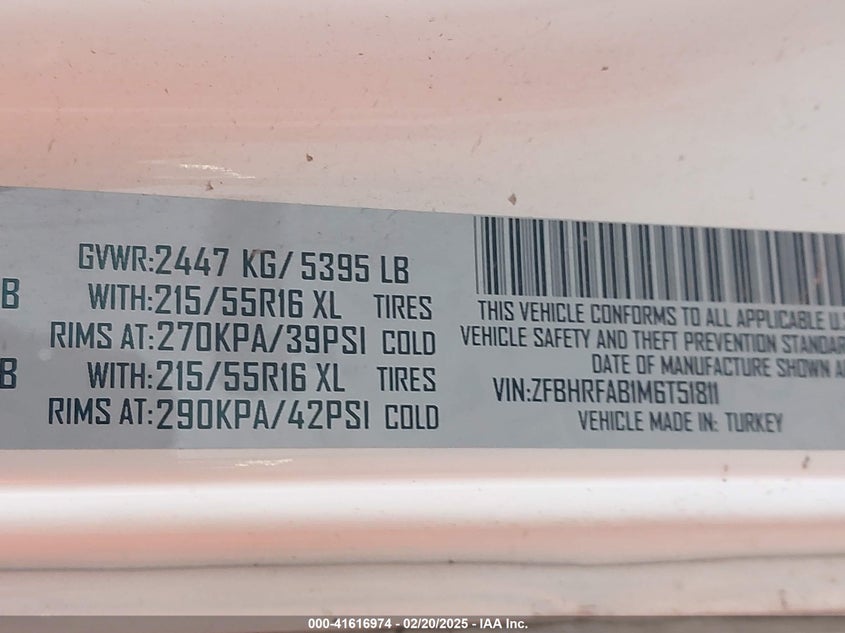 GVWR:2447 KG/ 5395 LB
B WITH:215/55R16 XL TIRES
RIMS AT:270KPA/39PSI COLD
B WITH:215/55R16 XL TIRES
RIMS AT:290KPA/42PSI COLD
THIS VEHICLE CONFORMS TO ALL APPLICABLE U.S
VEHICLE SAFETY AND THEFT PREVENTION STANDAR
DATE OF MANUFACTURE SHOWN A
VIN:ZFBHRFAB1M6T51811
VEHICLE MADE IN: TURKEY
000-41616974 - 02/20/2025 - IAA Inc.